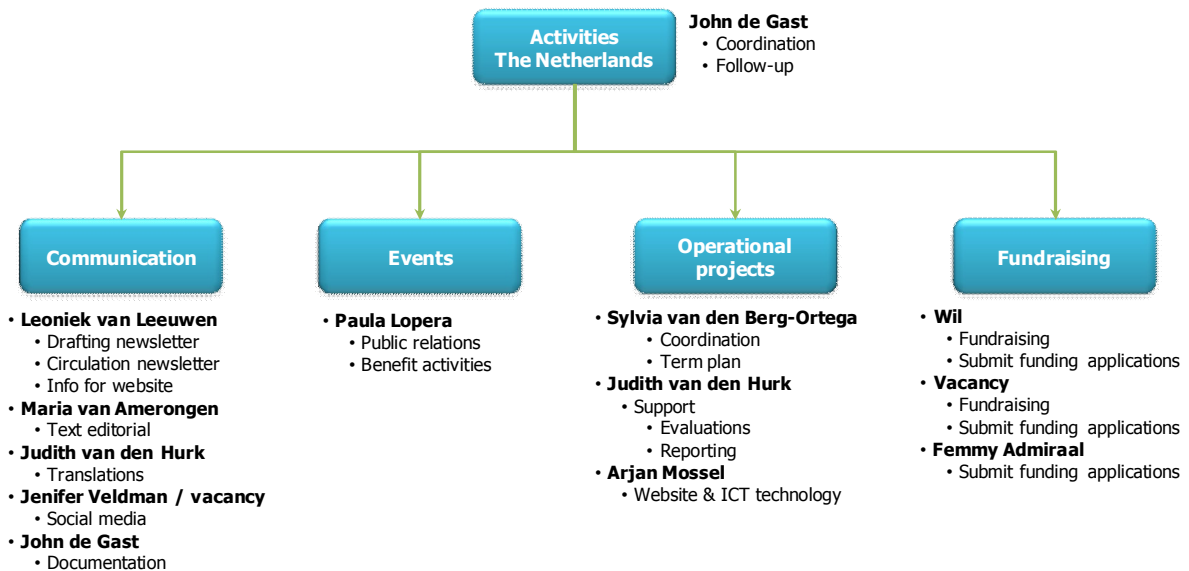 Activities
The Netherlands
John de Gast
• Coordination
• Follow-up
Communication
• Leoniek van Leeuwen
• Drafting newsletter
• Circulation newsletter
• Info for website
• Maria van Amerongen
• Text editorial
• Judith van den Hurk
• Translations
• Jenifer Veldman / vacancy
• Social media
• John de Gast
• Documentation
Events
• Paula Lopera
• Public relations
• Benefit activities
Operational
projects
• Sylvia van den Berg-Ortega
• Coordination
• Term plan
• Judith van den Hurk
• Support
• Evaluations
• Reporting
• Arjan Mossel
• Website & ICT technology
Fundraising
• Wil
• Fundraising
• Submit funding applications
• Vacancy
• Fundraising
• Submit funding applications
• Femmy Admiraal
• Submit funding applications